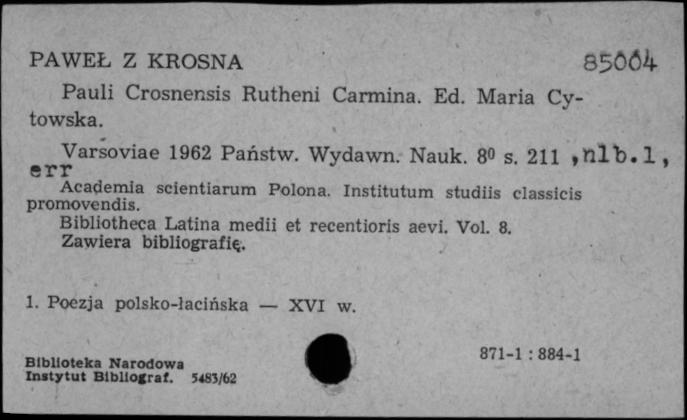 PAWEŁ Z KROSNA 85004
Pauli Crosnensis Rutheni Carmina. Ed. Maria Cy-
towska.
Varsoviae 1962 Państw. Wydawn. Nauk. 8⁰ s. 211 ,nlb.1,
err
Academia scientiarum Polona. Institutum studiis classicis
promovendis.
Bibliotheca Latina medii et recentioris aevi. Vol. 8.
Zawiera bibliografię.
1. Poezja polsko-łacińska — XVI w.
871-1 : 884-1
Biblioteka Narodowa
Instytut Bibliograf. 5483/62